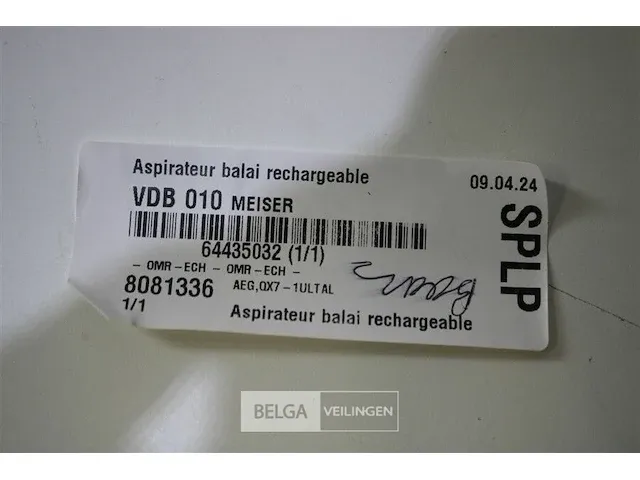 Aspirateur balai rechargeable
09.04.24
VDB 010 MEISER
SPLP
64435032 (1/1)
- OMR-ECH - OMR-ECH -
8081336 AEG,QX7-1ULTAL
1/1
Aspirateur balai rechargeable
BELGA VEILINGEN